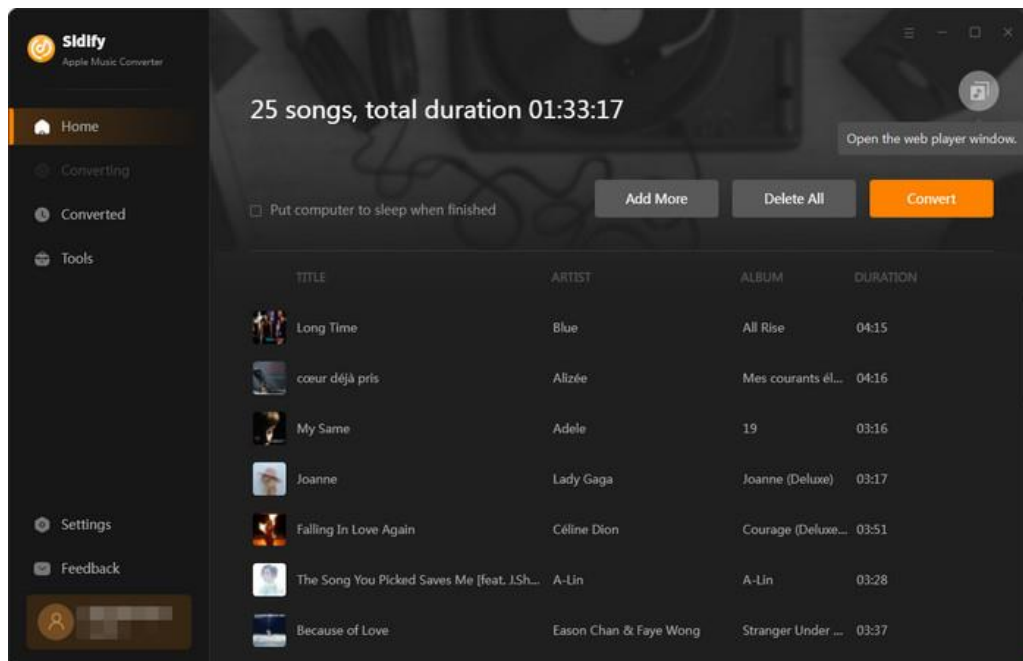 Sidify
Apple Music Converter
Home
Converting
Converted
Tools
Settings
Feedback
25 songs, total duration 01:33:17
Open the web player window.
Put computer to sleep when finished
Add More
Delete All
Convert
TITLE ARTIST ALBUM DURATION
Long Time Blue All Rise 04:15
cœur déjà pris Alizée Mes courants él... 04:16
My Same Adele 19 03:16
Joanne Lady Gaga Joanne (Deluxe) 03:17
Falling In Love Again Céline Dion Courage (Deluxe... 03:51
The Song You Picked Saves Me [feat. J.Sh... A-Lin A-Lin 03:28
Because of Love Eason Chan & Faye Wong Stranger Under ... 03:37